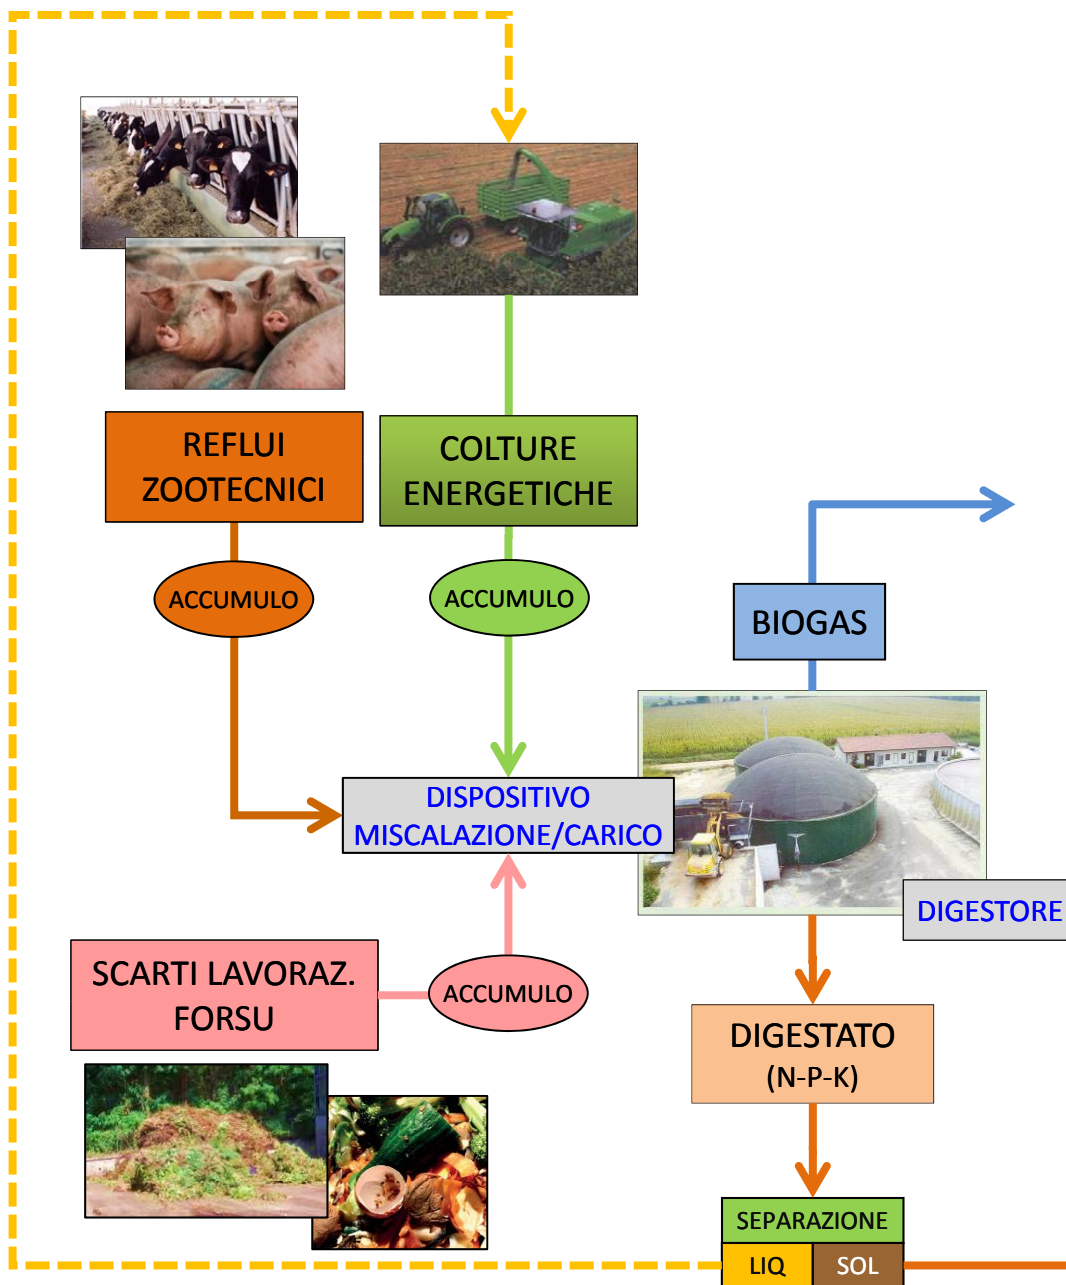 REFLUI
ZOOTECNICI
COLTURE
ENERGETICHE
ACCUMULO
ACCUMULO
BIOGAS
DISPOSITIVO
MISCALAZIONE/CARICO
DIGESTORE
SCARTI LAVORAZ.
FORSU
ACCUMULO
DIGESTATO
(N-P-K)
SEPARAZIONE
LIQ
SOL